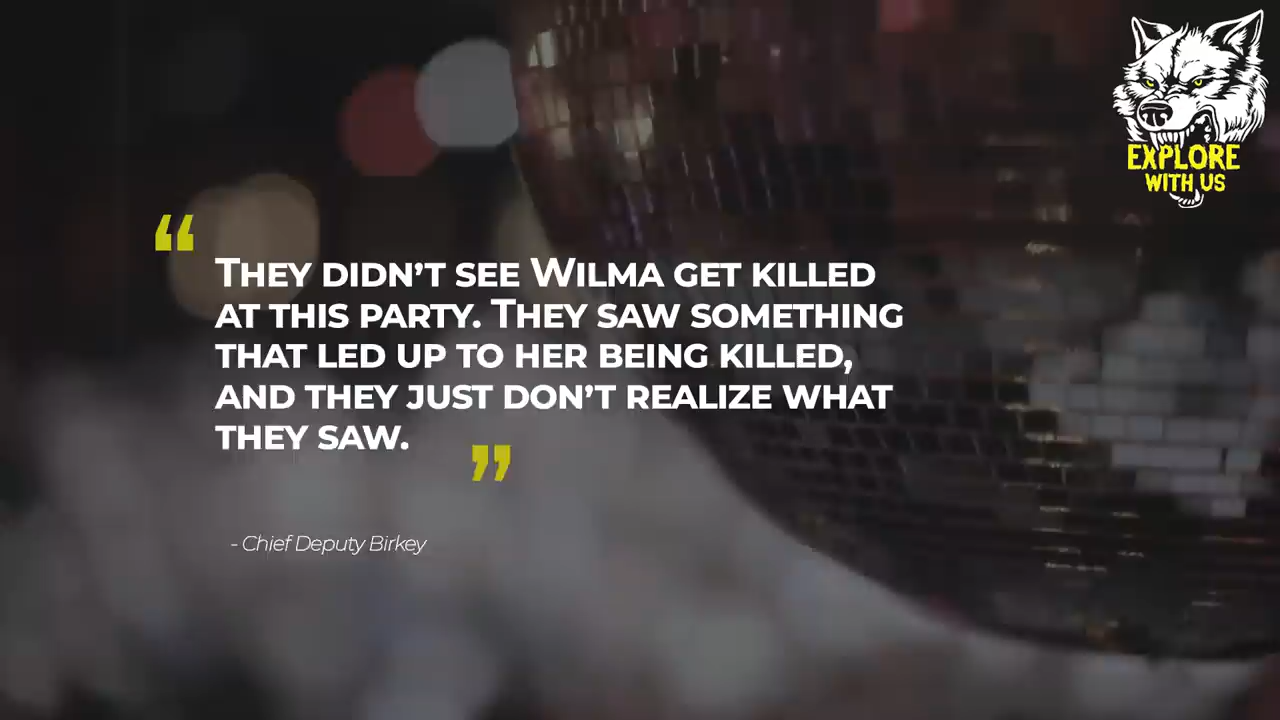 EXPLORE
WITH US
“
They didn’t see Wilma get killed
at this party. They saw something
that led up to her being killed,
and they just don’t realize what
they saw.
”
- Chief Deputy Birkey